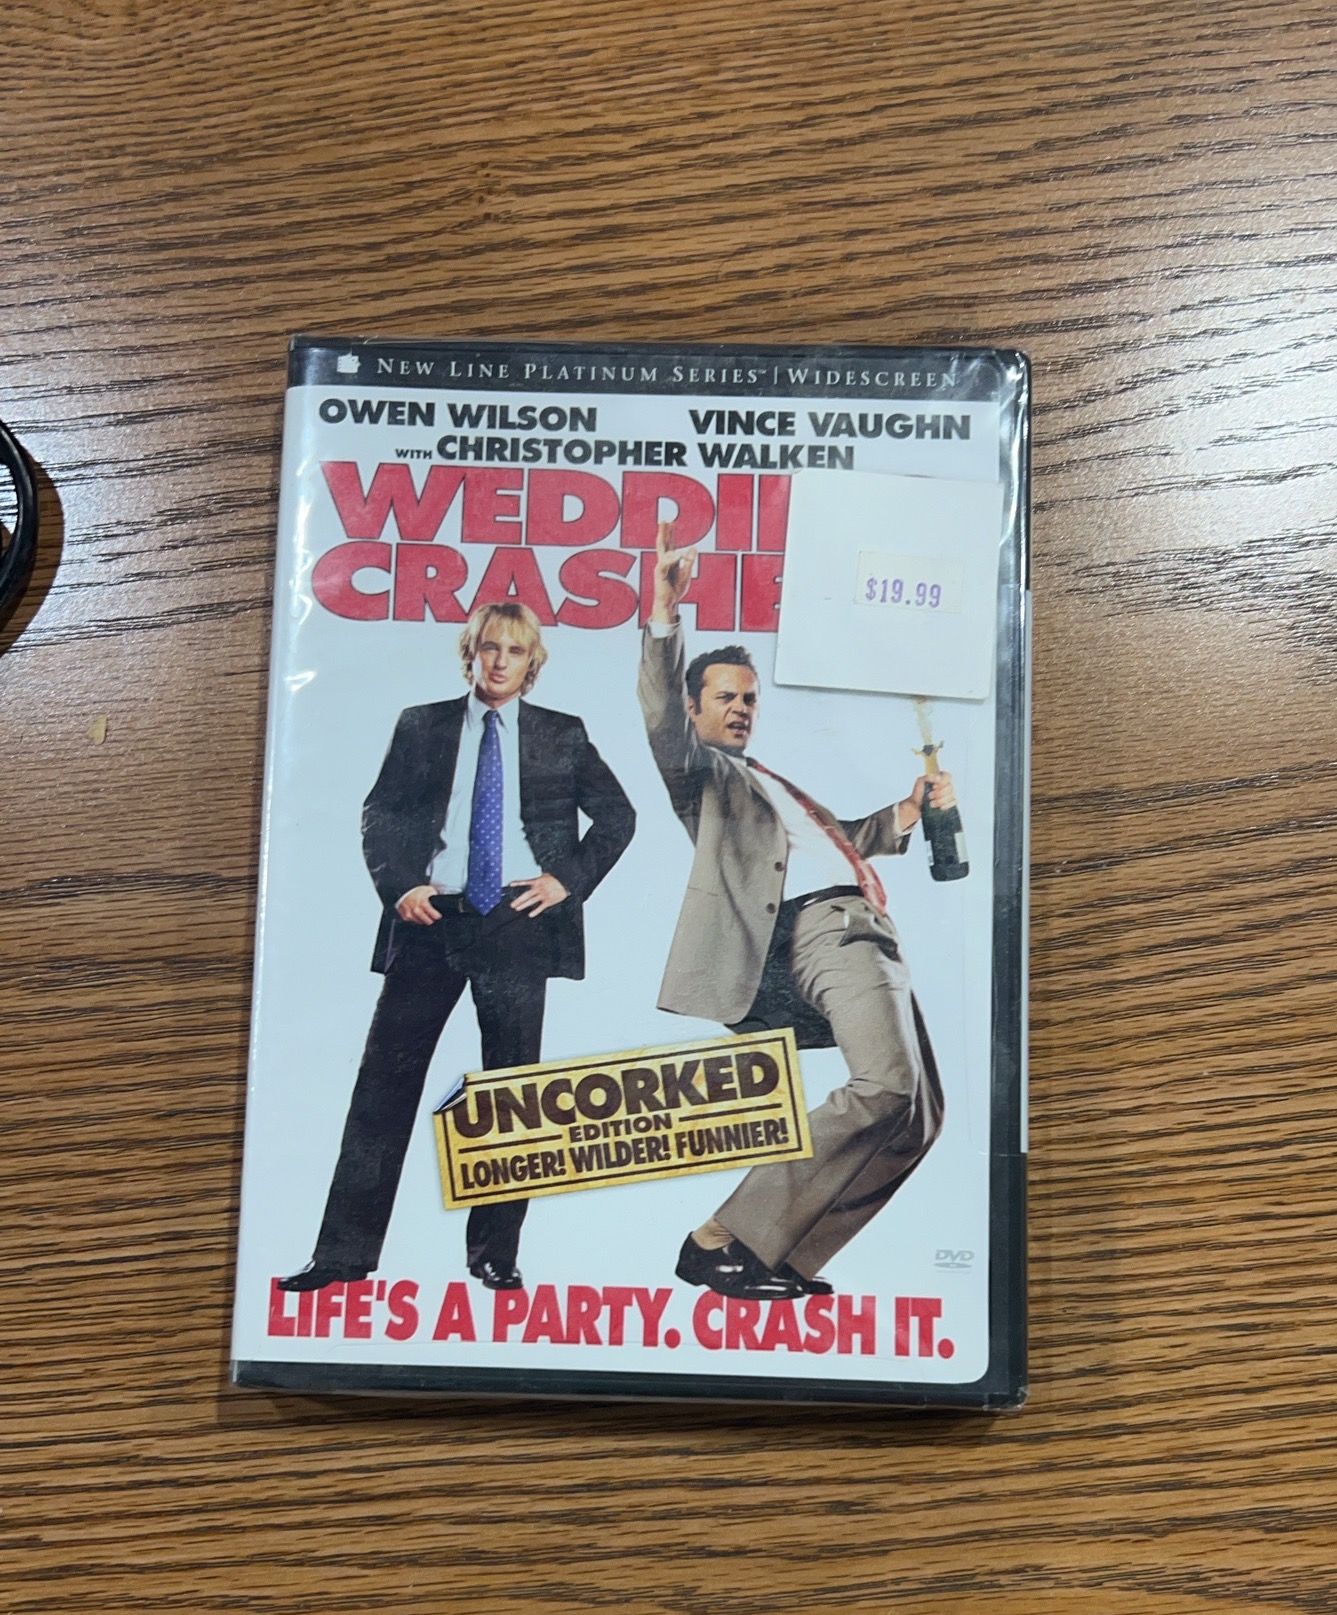 NEW LINE PLATINUM SERIES™ | WIDESCREEN
OWEN WILSON VINCE VAUGHN
WITH CHRISTOPHER WALKEN
WEDDI
CRASHE
$19.99
UNCORKED
EDITION
LONGER! WILDER! FUNNIER!
DVD
LIFE'S A PARTY. CRASH IT.